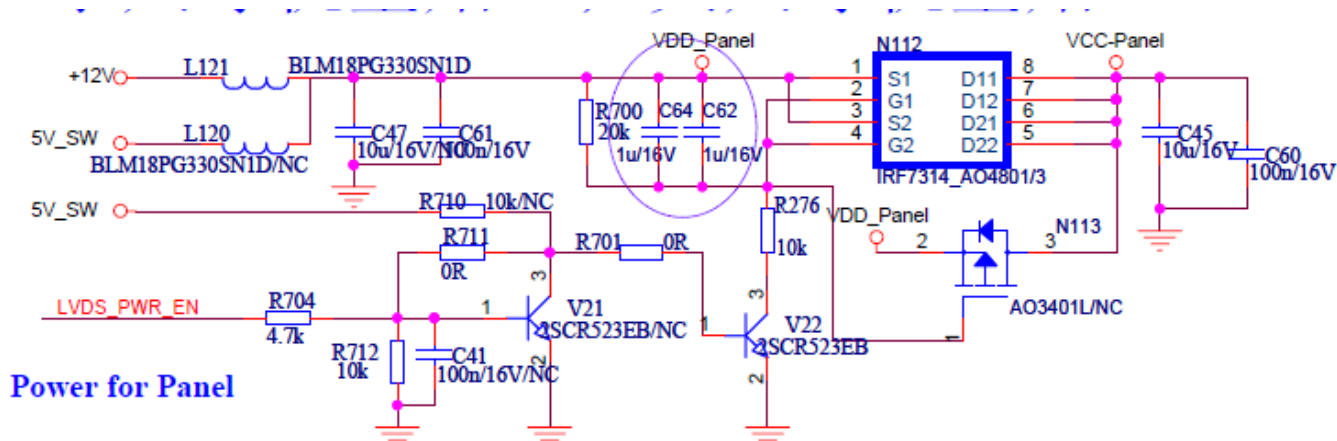 VDD_Panel
N112
VCC-Panel
+12V
L121
BLM18PG330SN1D
1
2
3
4
S1
G1
S2
G2
D11
D12
D21
D22
8
7
6
5
R700
20k
C64
1u/16V
C62
1u/16V
C47
10u/16V/NC
C61
100n/16V
5V_SW
L120
BLM18PG330SN1D/NC
C45
10u/16V
C60
100n/16V
IRF7314_AO4801/3
5V_SW
R710
10k/NC
R276
10k
VDD_Panel
2
3
N113
R711
0R
R701
0R
AO3401L/NC
1
LVDS_PWR_EN
R704
4.7k
1
3
V21
2SCR523EB/NC
2
1
3
V22
2SCR523EB
2
R712
10k
C41
100n/16V/NC
Power for Panel